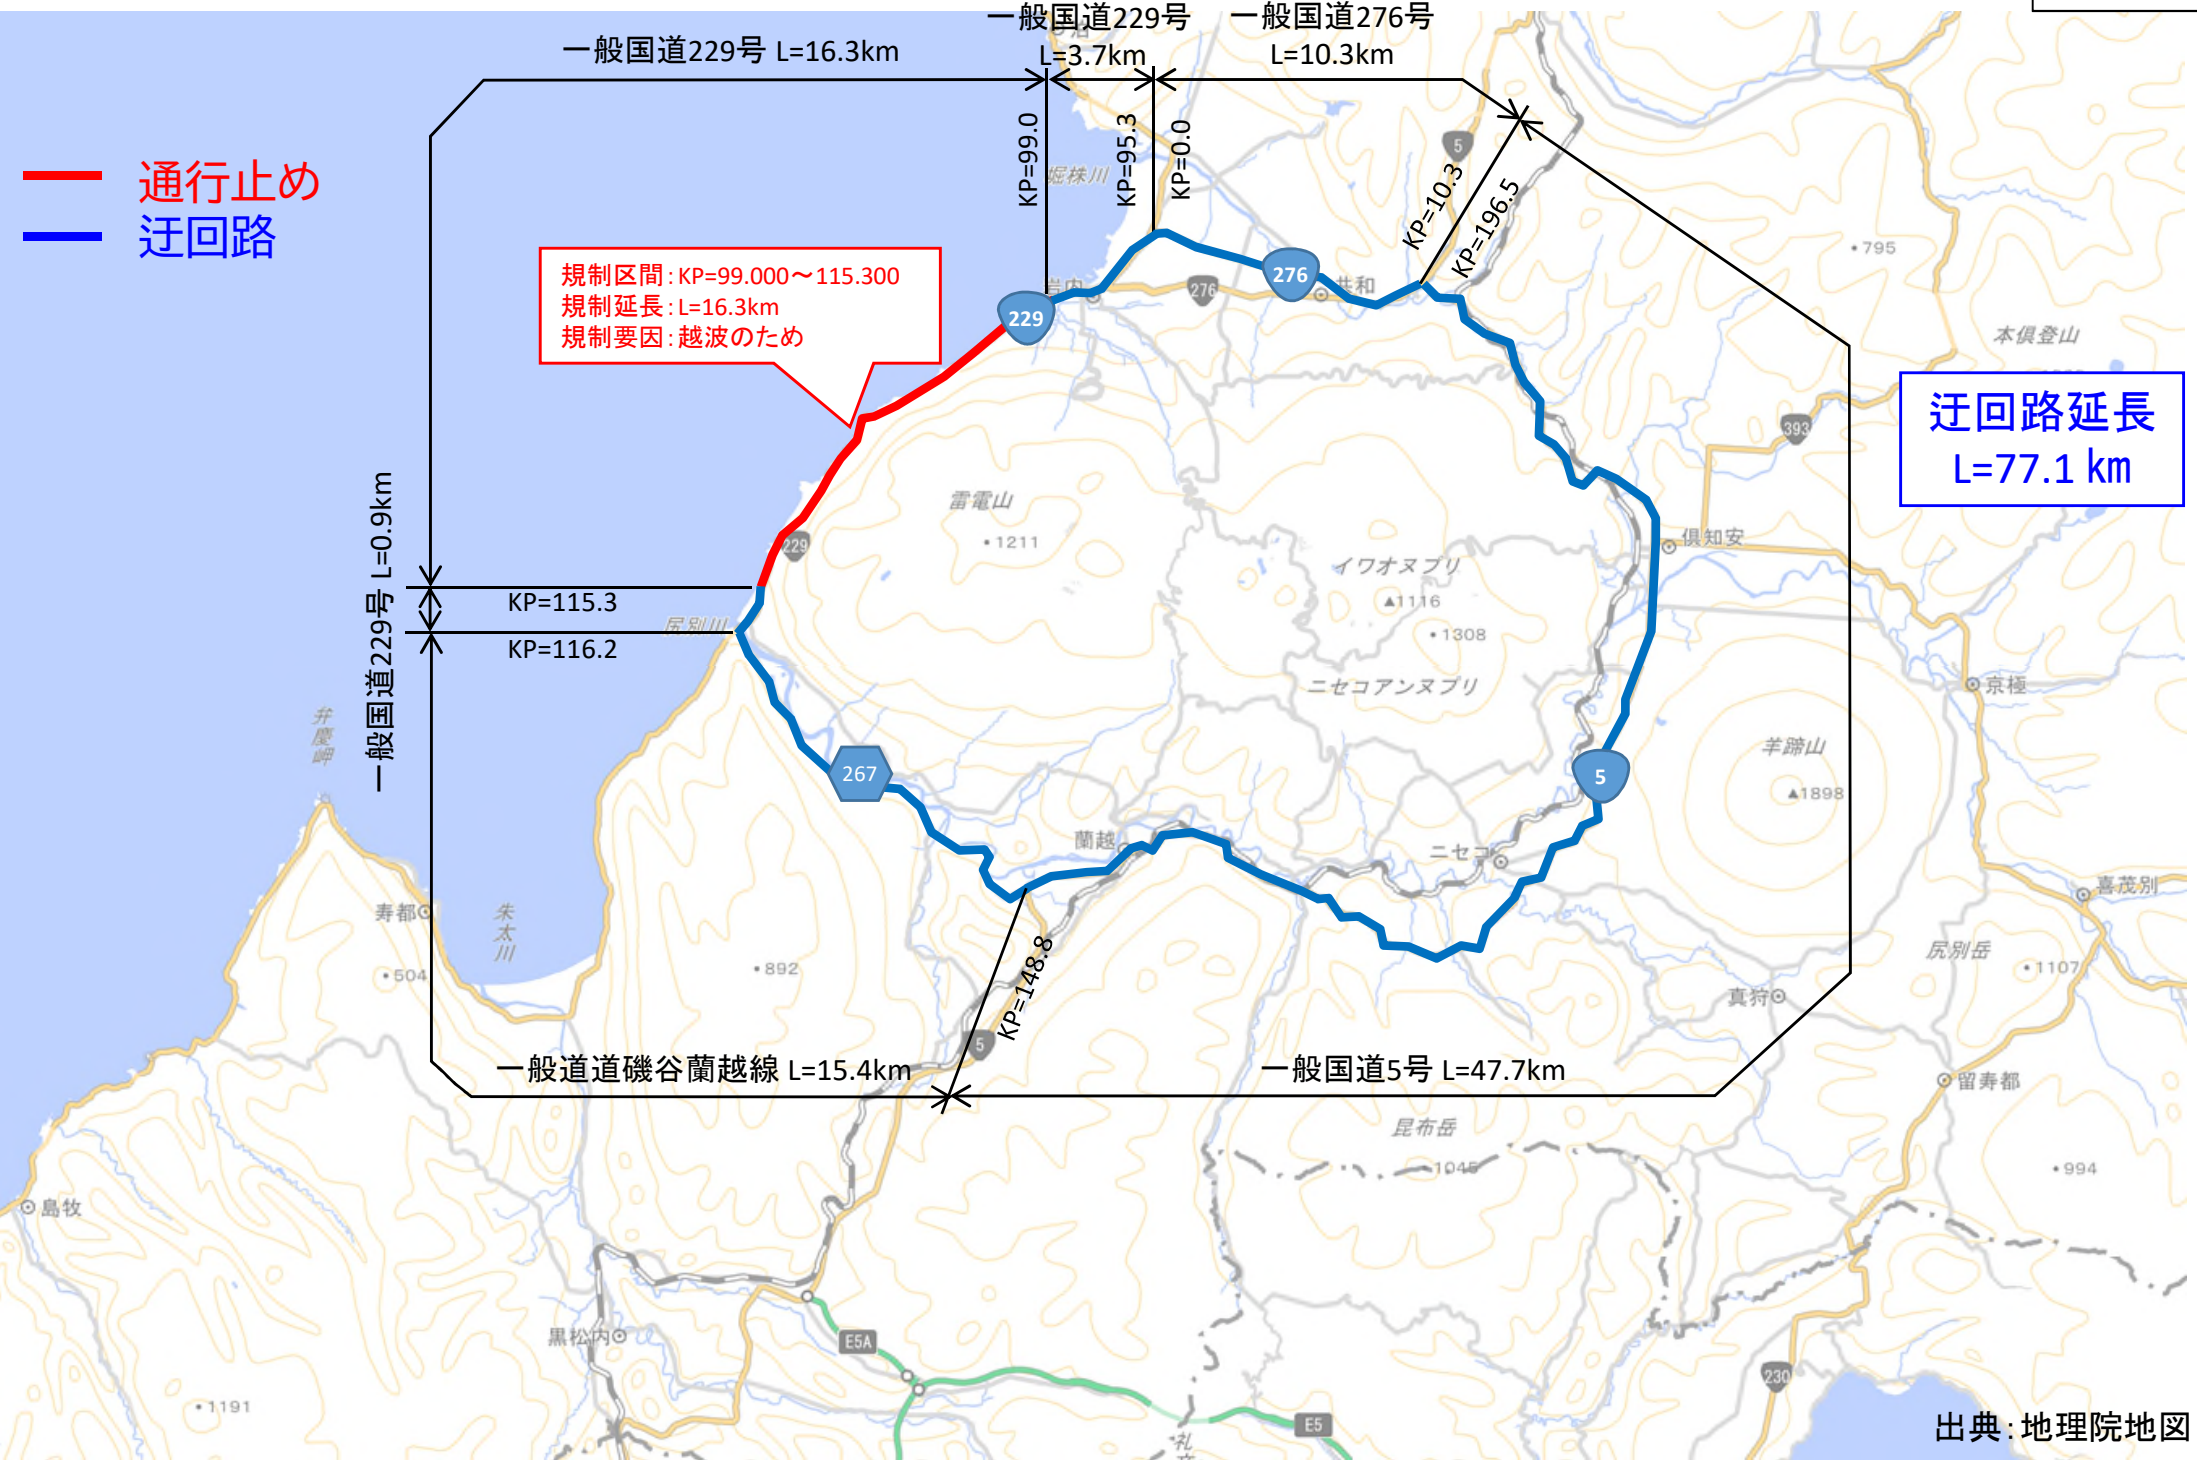 一般国道229号 L=16.3km
一般国道229号
L=3.7km
一般国道276号
L=10.3km
通行止め
迂回路
KP=99.0
KP=95.3
KP=0.0
KP=10.3
KP=196.5
堀株川
5
795
規制区間：KP=99.000～115.300
規制延長：L=16.3km
規制要因：越波のため
岩内
229
276
276
共和
本倶登山
迂回路延長
L=77.1 km
393
雷電山
1211
229
倶知安
イワオヌプリ
1116
1308
ニセコアンヌプリ
一般国道229号 L=0.9km
KP=115.3
KP=116.2
尻別川
京極
弁慶岬
羊蹄山
1898
267
5
蘭越
ニセコ
喜茂別
寿都
朱太川
504
892
KP=148.8
尻別岳
1107
真狩
5
一般道道磯谷蘭越線 L=15.4km
一般国道5号 L=47.7km
留寿都
昆布岳
1045
994
島牧
黒松内
E5A
1191
E5
230
礼
出典：地理院地図